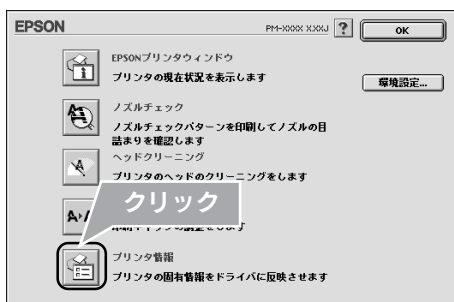 EPSON
PM-XXXX X.XXJ
?
OK
EPSONプリンタウィンドウ
プリンタの現在状況を表示します
環境設定...
ノズルチェック
ノズルチェックパターンを印刷してノズルの目
詰まりを確認します
ヘッドクリーニング
プリンタのヘッドのクリーニングをします
クリック
プリンタ情報
プリンタの固有情報をドライバに反映させます